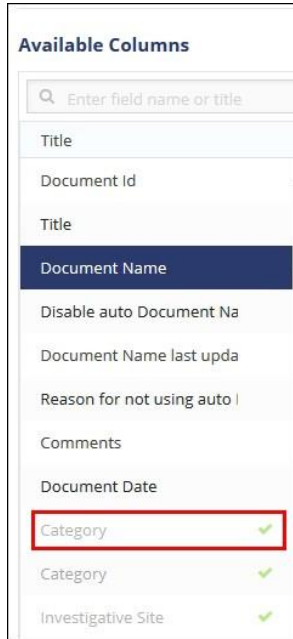 Available Columns
Enter field name or title
Title
Document Id
Title
Document Name
Disable auto Document Na
Document Name last upda
Reason for not using auto
Comments
Document Date
Category
Category
Investigative Site